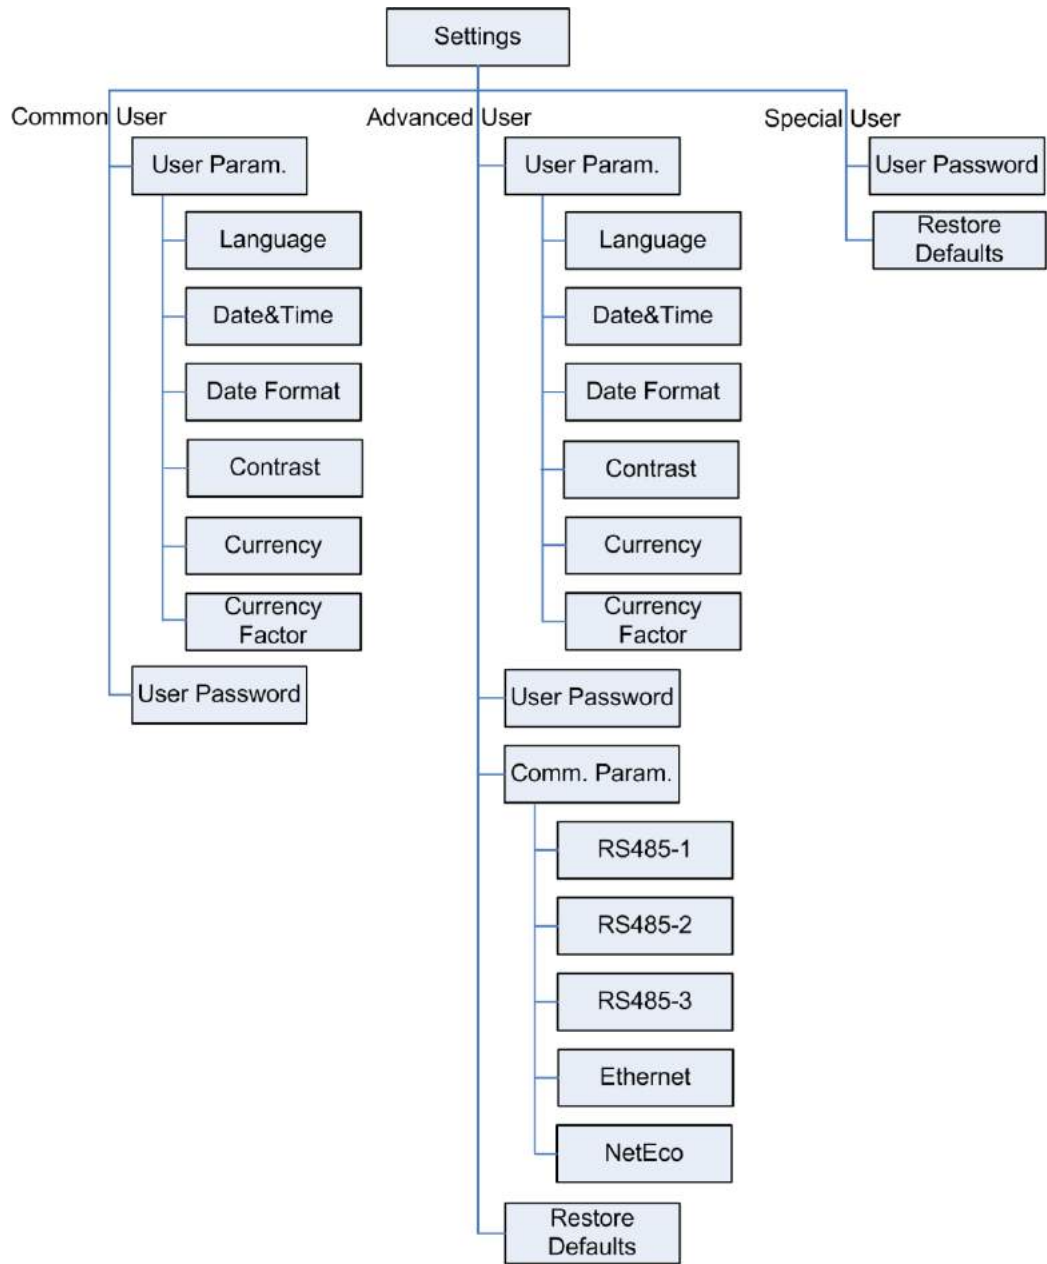 Settings
Common User
User Param.
Language
Date&Time
Date Format
Contrast
Currency
Currency
Factor
User Password
Advanced User
User Param.
Language
Date&Time
Date Format
Contrast
Currency
Currency
Factor
User Password
Comm. Param.
RS485-1
RS485-2
RS485-3
Ethernet
NetEco
Restore
Defaults
Special User
User Password
Restore
Defaults